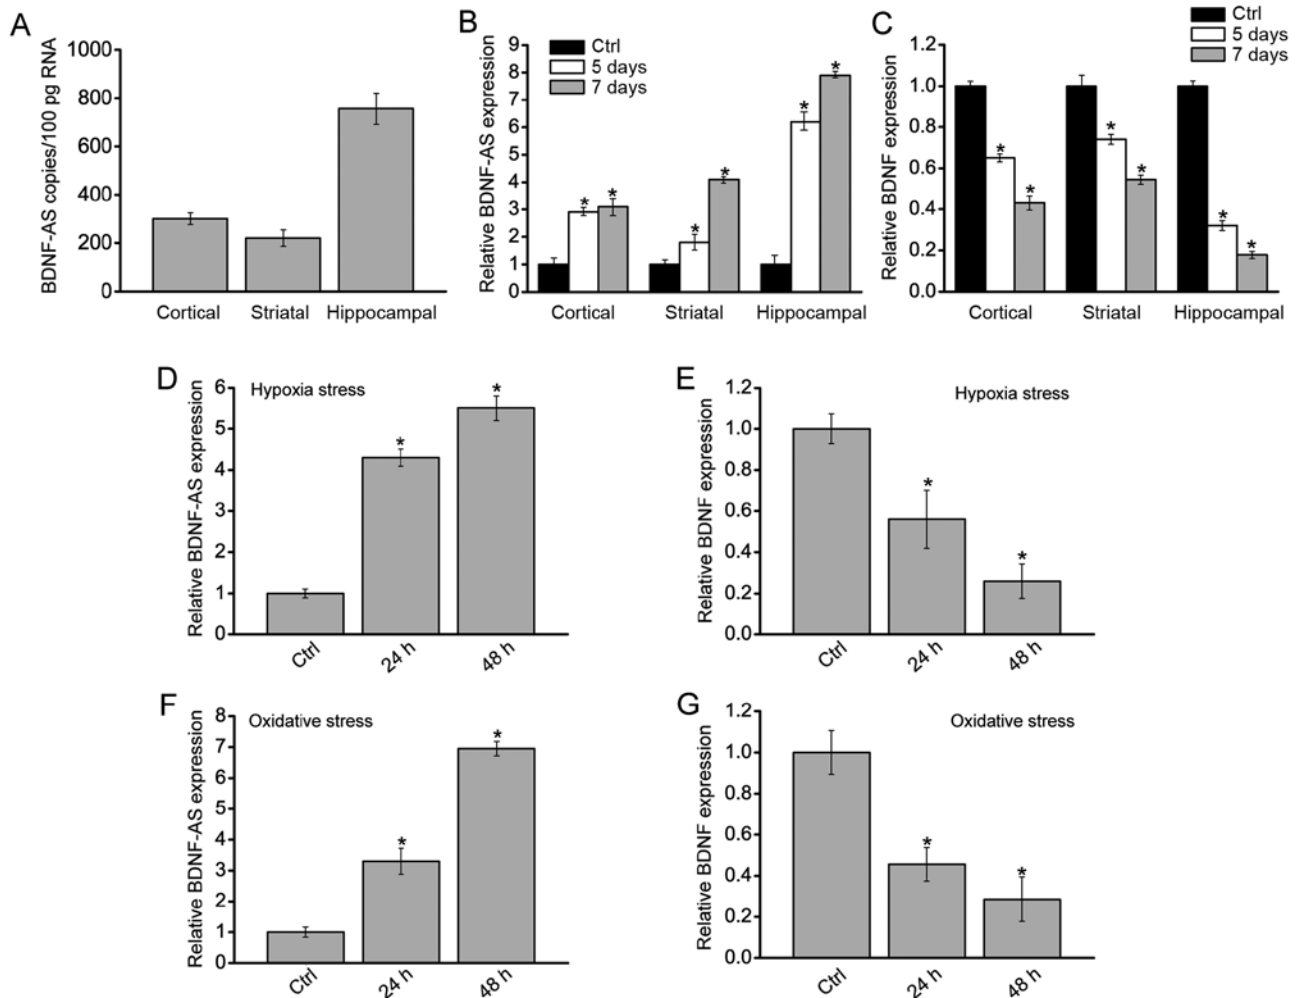 A
BDNF-AS copies/100 pg RNA
1000
800
600
400
200
0
Cortical Striatal Hippocampal
B
Relative BDNF-AS expression
9
8
7
6
5
4
3
2
1
0
Ctrl
5 days
7 days
* * * * * *
Cortical Striatal Hippocampal
C
Relative BDNF expression
Ctrl
5 days
7 days
1.2
1.0
0.8
0.6
0.4
0.2
0.0
* * * * * *
Cortical Striatal Hippocampal
D
Relative BDNF-AS expression
Hypoxia stress
6
5
4
3
2
1
0
* *
Ctrl 24 h 48 h
E
Relative BDNF expression
Hypoxia stress
1.2
1.0
0.8
0.6
0.4
0.2
0.0
* *
Ctrl 24 h 48 h
F
Relative BDNF-AS expression
Oxidative stress
8
7
6
5
4
3
2
1
0
* *
Ctrl 24 h 48 h
G
Relative BDNF expression
Oxidative stress
1.2
1.0
0.8
0.6
0.4
0.2
0.0
* *
Ctrl 24 h 48 h